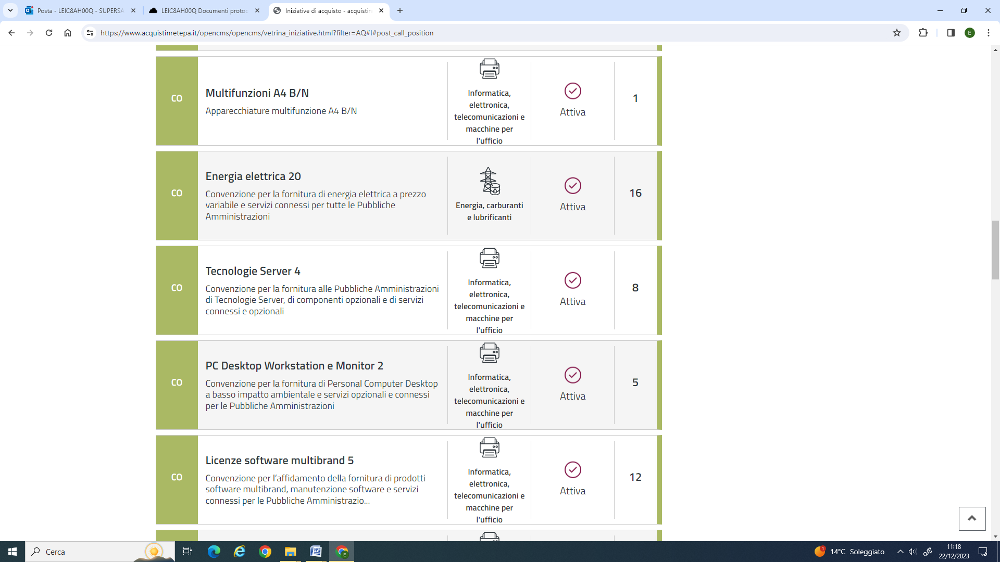 Posta - LEIC8AH00Q - SUPERSA
LEIC8AH00Q Documenti protoc
Iniziative di acquisto - acquistin
https://www.acquistinretepa.it/opencms/opencms/vetrina_iniziative.html?filter=AQ#!#post_call_position
E
CO
Multifunzioni A4 B/N
Apparecchiature multifunzione A4 B/N
Informatica,
elettronica,
telecomunicazioni e
macchine per
l'ufficio
Attiva
1
CO
Energia elettrica 20
Convenzione per la fornitura di energia elettrica a prezzo
variabile e servizi connessi per tutte le Pubbliche
Amministrazioni
Energia, carburanti
e lubrificanti
Attiva
16
CO
Tecnologie Server 4
Convenzione per la fornitura alle Pubbliche Amministrazioni
di Tecnologie Server, di componenti opzionali e di servizi
connessi e opzionali
Informatica,
elettronica,
telecomunicazioni e
macchine per
l'ufficio
Attiva
8
CO
PC Desktop Workstation e Monitor 2
Convenzione per la fornitura di Personal Computer Desktop
a basso impatto ambientale e servizi opzionali e connessi
per le Pubbliche Amministrazioni
Informatica,
elettronica,
telecomunicazioni e
macchine per
l'ufficio
Attiva
5
CO
Licenze software multibrand 5
Convenzione per l’affidamento della fornitura di prodotti
software multibrand, manutenzione software e servizi
connessi per le Pubbliche Amministrazio...
Informatica,
elettronica,
telecomunicazioni e
macchine per
l'ufficio
Attiva
12
Cerca
1
14°C Soleggiato
11:18
22/12/2023